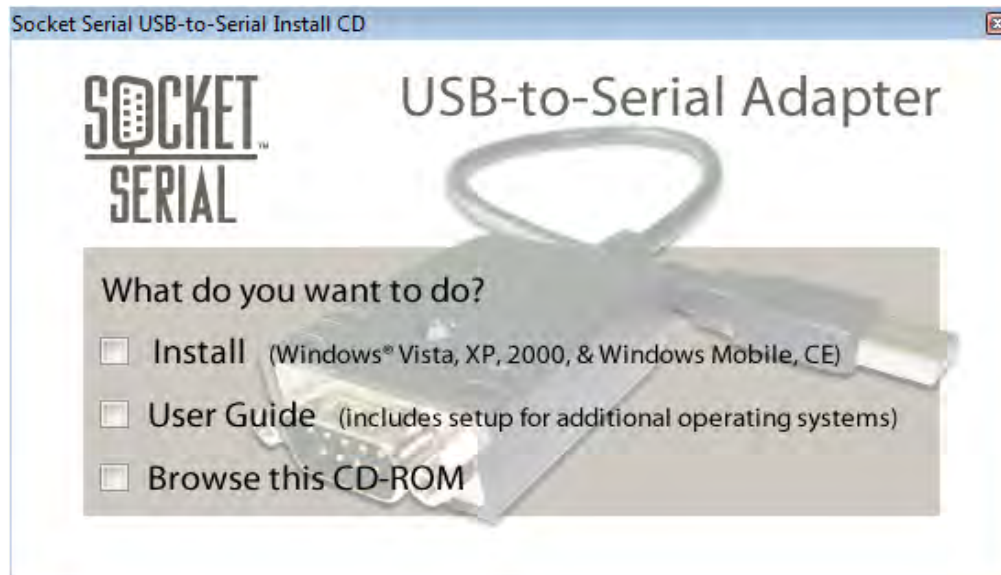 Socket Serial USB-to-Serial Install CD
SOCKET™
SERIAL
USB-to-Serial Adapter
What do you want to do?
Install (Windows® Vista, XP, 2000, & Windows Mobile, CE)
User Guide (includes setup for additional operating systems)
Browse this CD-ROM